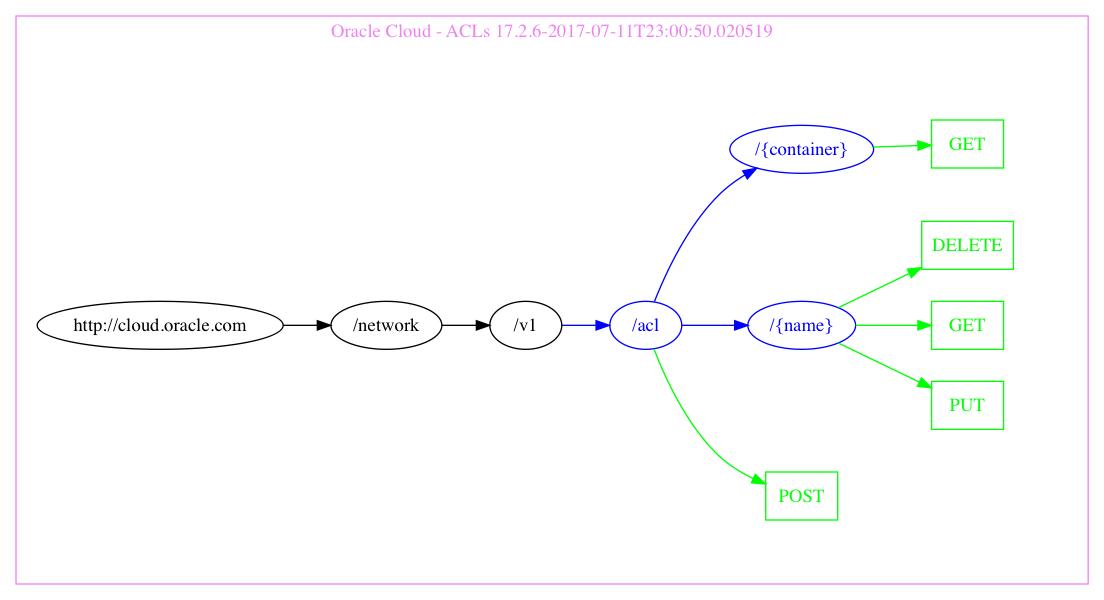 Oracle Cloud - ACLs 17.2.6-2017-07-11T23:00:50.020519
/{container}
GET
DELETE
http://cloud.oracle.com
/network
/v1
/acl
/{name}
GET
PUT
POST